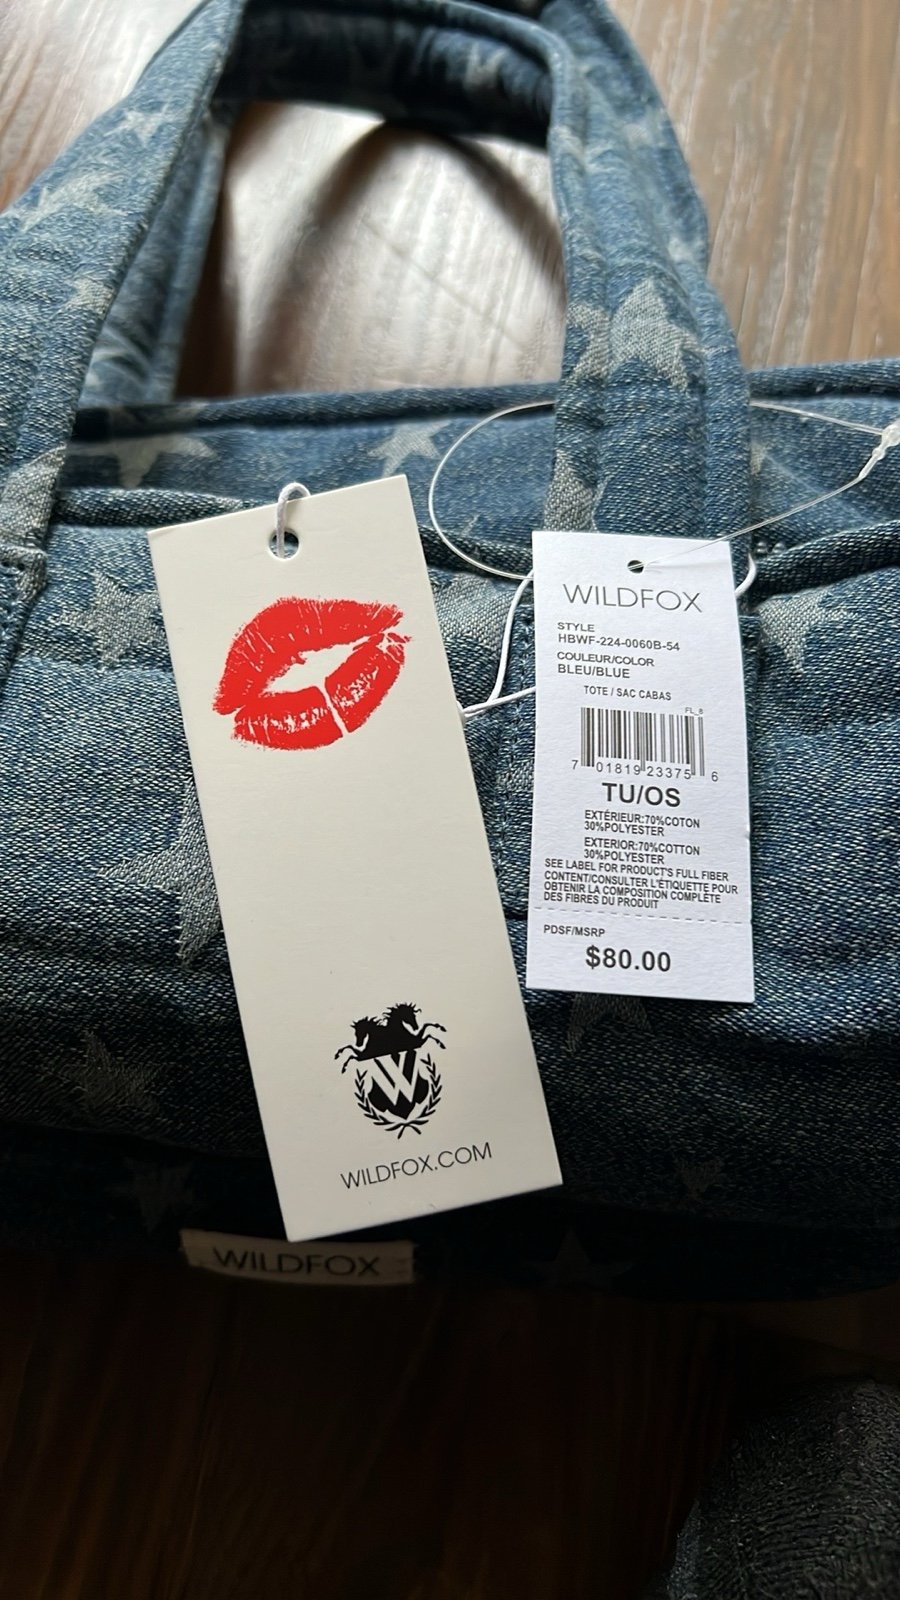 WILDFOX
STYLE
HBWF-224-0060B-54
COULEUR/COLOR
BLEU/BLUE
TOTE / SAC CABAS
FL_8
7 01819 23375 6
TU/OS
EXTÉRIEUR:70%COTON
30%POLYESTER
EXTERIOR:70%COTTON
30%POLYESTER
SEE LABEL FOR PRODUCT'S FULL FIBER
CONTENT/CONSULTER L'ÉTIQUETTE POUR
OBTENIR LA COMPOSITION COMPLÈTE
DES FIBRES DU PRODUIT
PDSF/MSRP
$80.00
W
WILDFOX.COM
WILDFOX